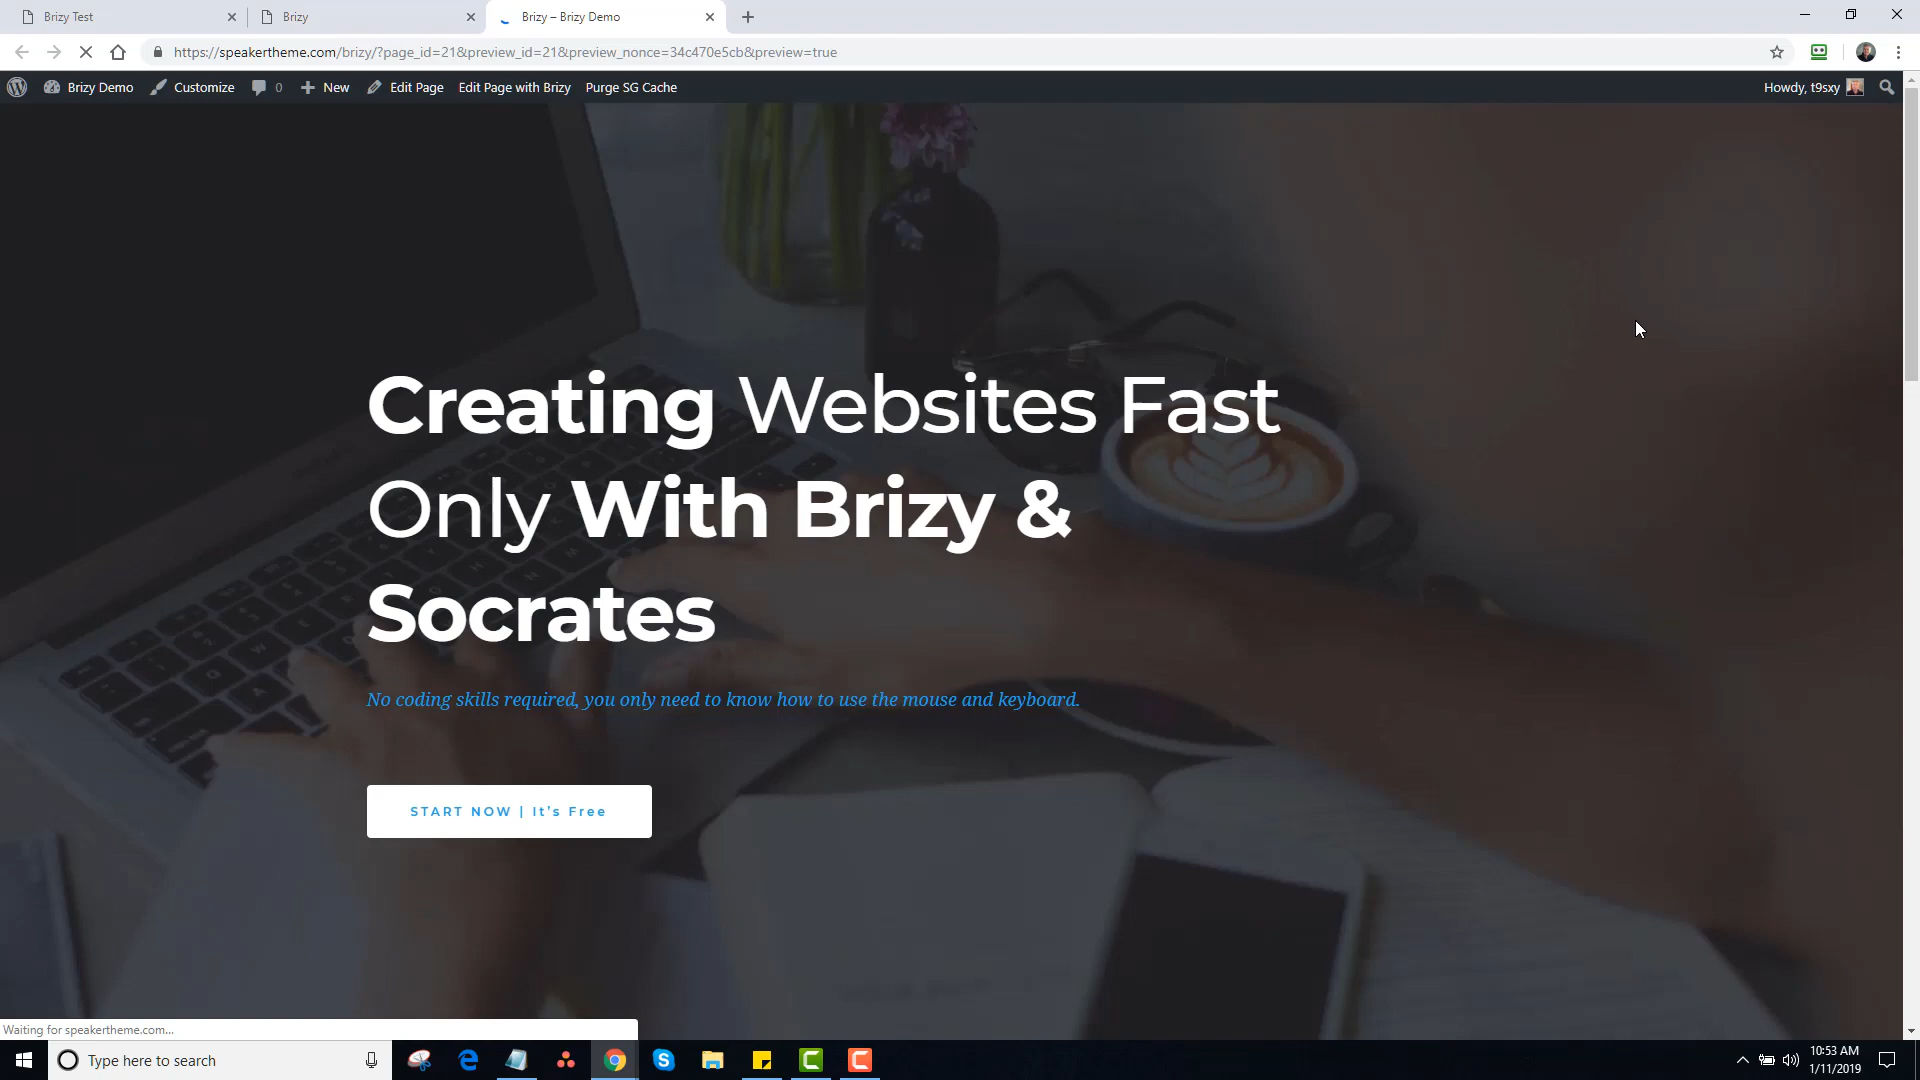 Brizy Test
Brizy
Brizy – Brizy Demo
https://speakertheme.com/brizy/?page_id=21&preview_id=21&preview_nonce=34c470e5cb&preview=true
Brizy Demo
Customize
0
New
Edit Page
Edit Page with Brizy
Purge SG Cache
Howdy, t9sxy
Creating Websites Fast
Only With Brizy &
Socrates
No coding skills required, you only need to know how to use the mouse and keyboard.
START NOW | It's Free
Waiting for speakertheme.com...
Type here to search
10:53 AM
1/11/2019